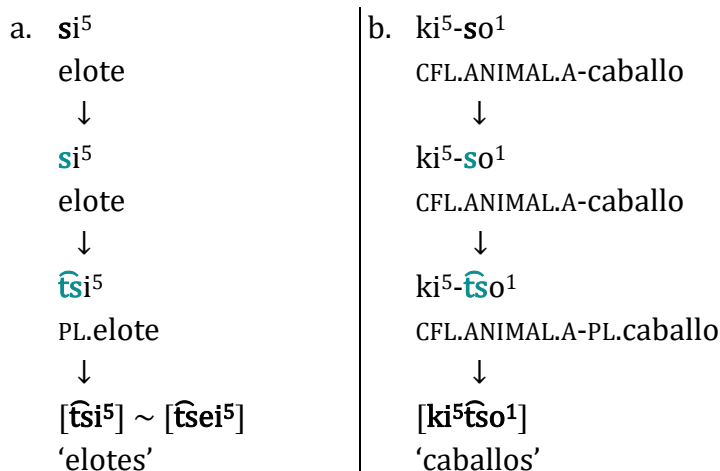 a. si⁵
elote
↓
si⁵
elote
↓
t͡si⁵
PL.elote
↓
[t͡si⁵] ~ [t͡sei⁵]
‘elotes’
b. ki⁵-so¹
CFL.ANIMAL.A-caballo
↓
ki⁵-so¹
CFL.ANIMAL.A-caballo
↓
ki⁵-t͡so¹
CFL.ANIMAL.A-PL.caballo
↓
[ki⁵t͡so¹]
‘caballos’